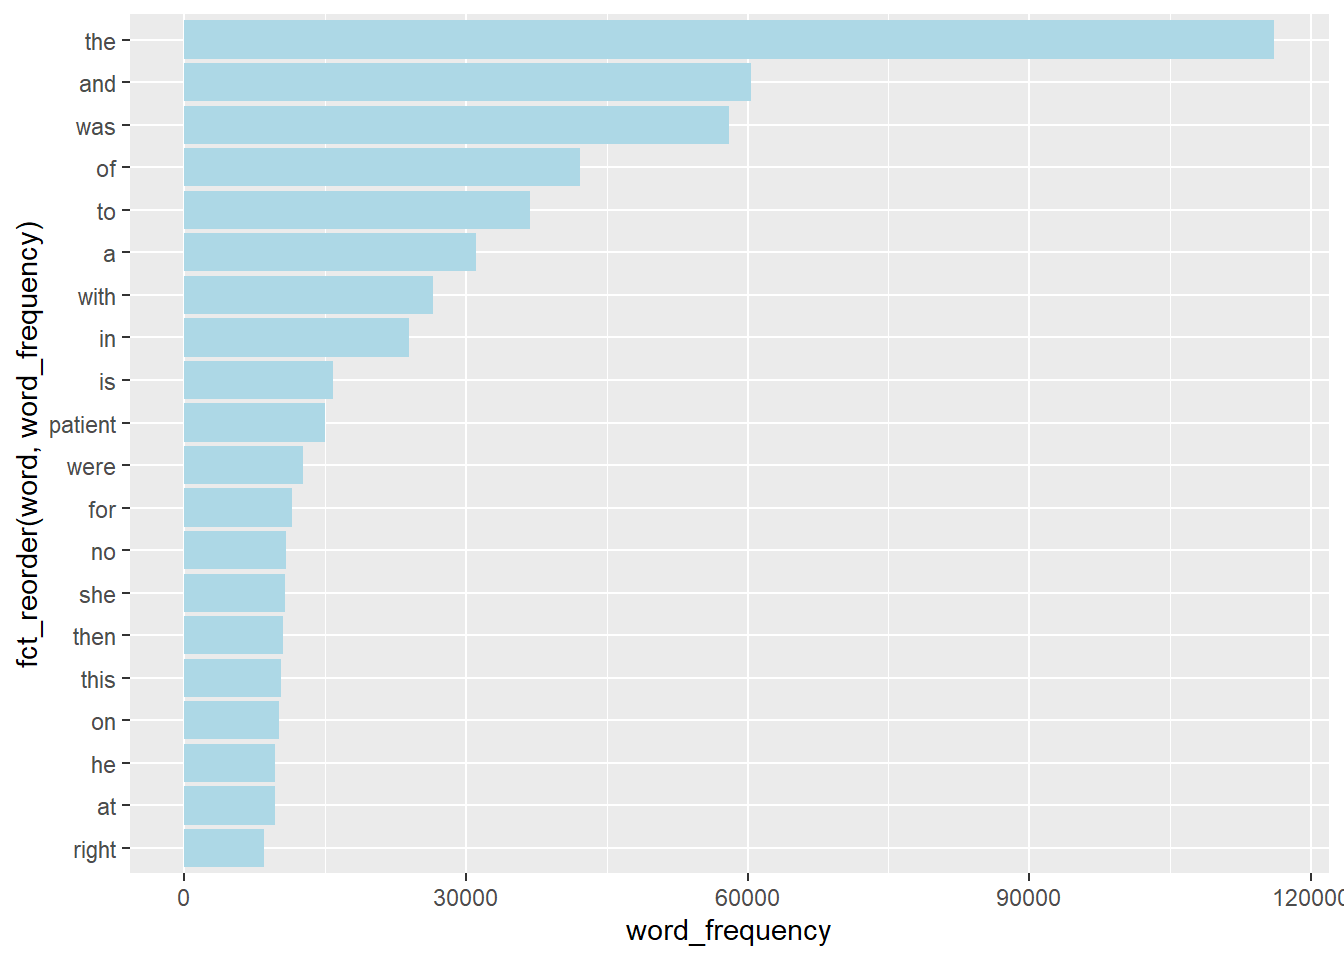 fct_reorder(word, word_frequency)
the
and
was
of
to
a
with
in
is
patient
were
for
no
she
then
this
on
he
at
right
0 30000 60000 90000 120000
word_frequency